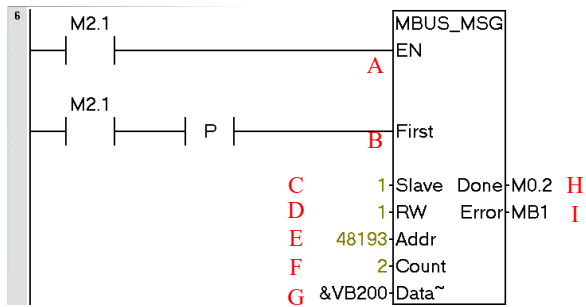 6
M2.1 MBUS_MSG
A EN
M2.1
P B First
C 1 Slave Done M0.2 H
D 1 RW Error MB1 I
E 48193 Addr
F 2 Count
G &VB200 Data~